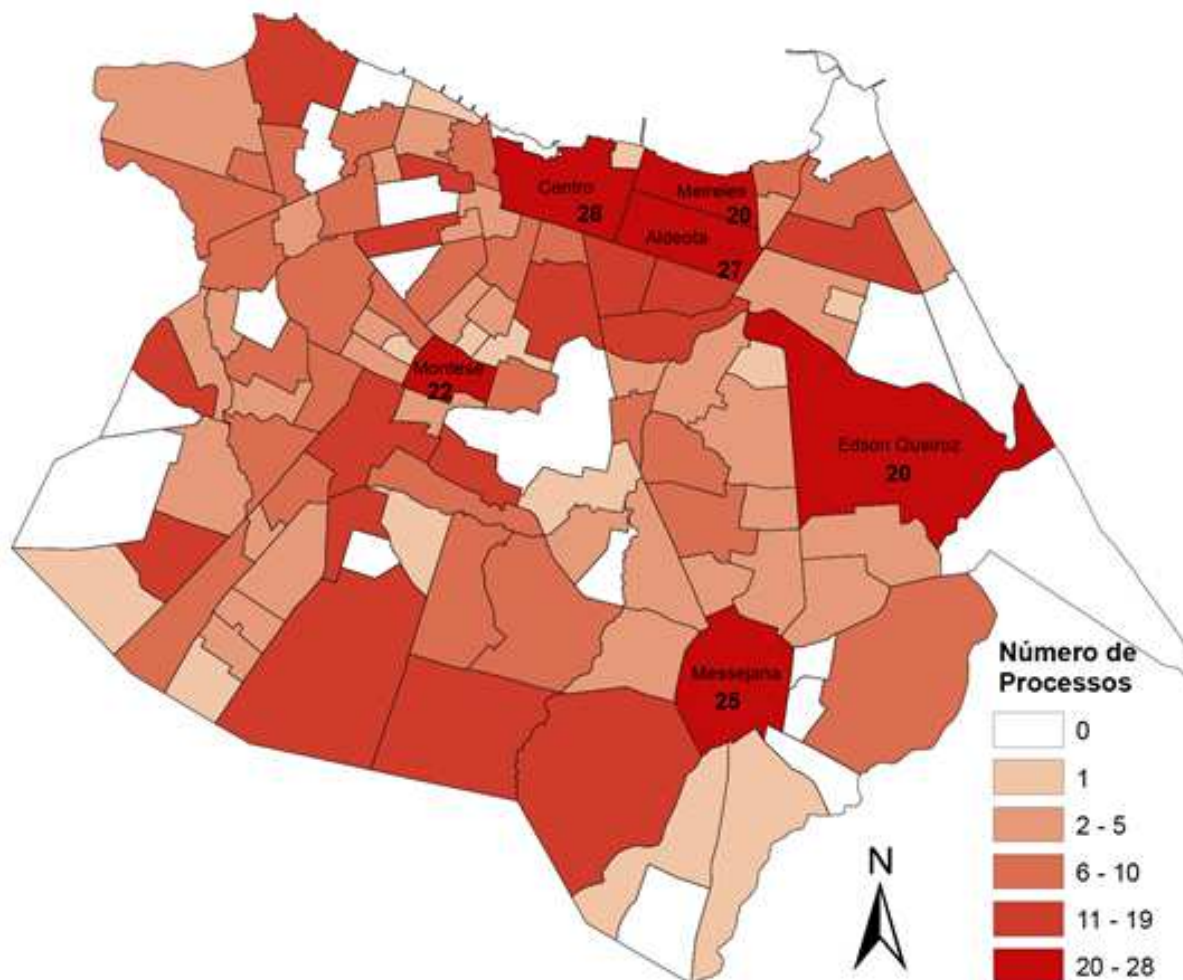 Centro
28
Meireles
20
Aldeota
27
Montese
22
Edson Queiroz
20
Messejana
25
Número de
Processos
0
1
2 - 5
6 - 10
11 - 19
20 - 28
N